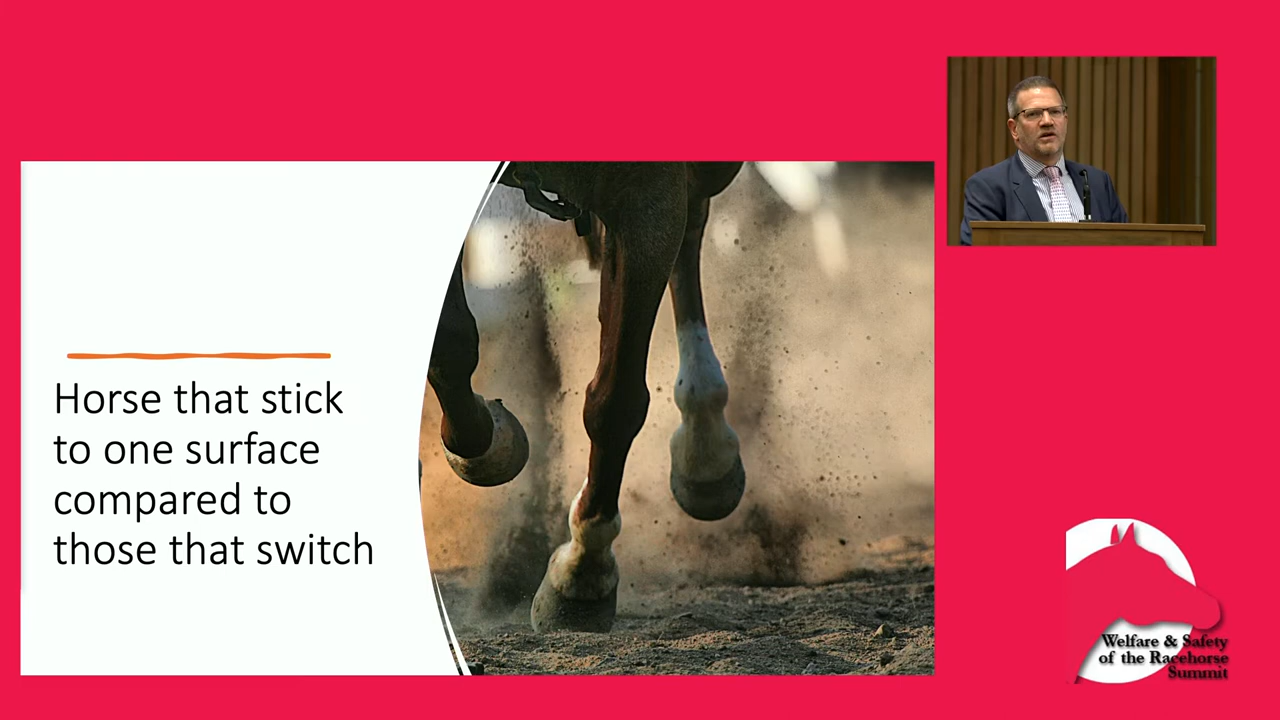 Horse that stick
to one surface
compared to
those that switch
Welfare & Safety
of the Racehorse
Summit